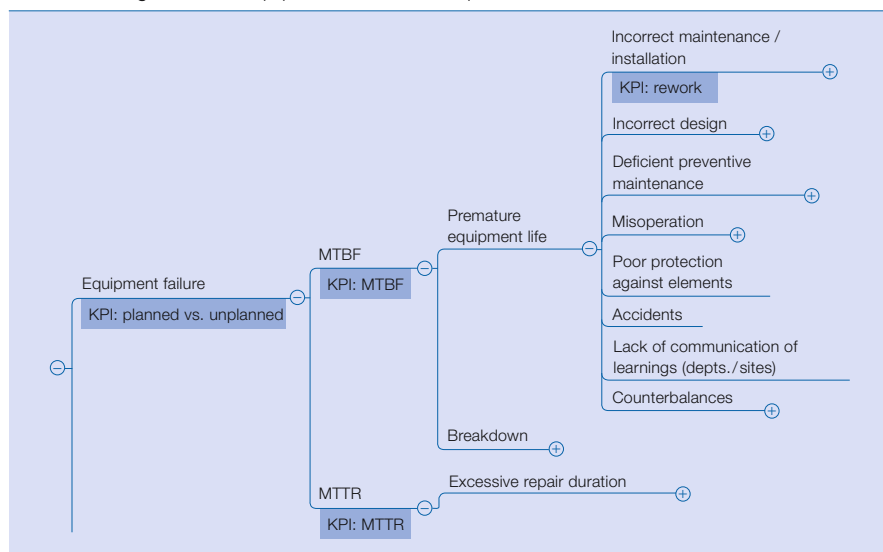 Incorrect maintenance /
installation
KPI: rework
Incorrect design
Deficient preventive
maintenance
Premature
equipment life
Misoperation
MTBF
KPI: MTBF
Poor protection
against elements
Equipment failure
KPI: planned vs. unplanned
Accidents
Lack of communication of
learnings (depts./sites)
Counterbalances
Breakdown
MTTR
KPI: MTTR
Excessive repair duration